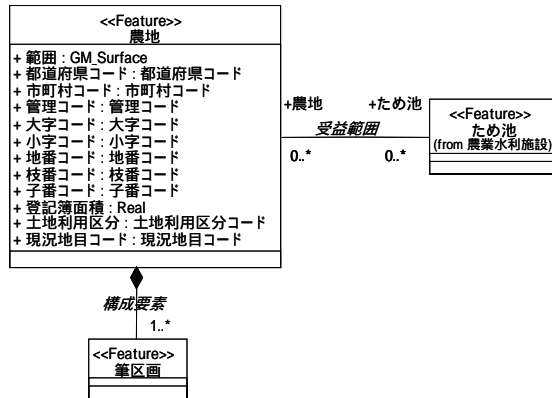 <<Feature>>
農地
+ 範囲 : GM_Surface
+ 都道府県コード : 都道府県コード
+ 市町村コード : 市町村コード
+ 管理コード : 管理コード
+ 大字コード : 大字コード
+ 小字コード : 小字コード
+ 地番コード : 地番コード
+ 枝番コード : 枝番コード
+ 子番コード : 子番コード
+ 登記簿面積 : Real
+ 土地利用区分 : 土地利用区分コード
+ 現況地目コード : 現況地目コード
+農地
+ため池
受益範囲
0..*
0..*
<<Feature>>
ため池
(from 農業水利施設)
構成要素
1..*
<<Feature>>
筆区画